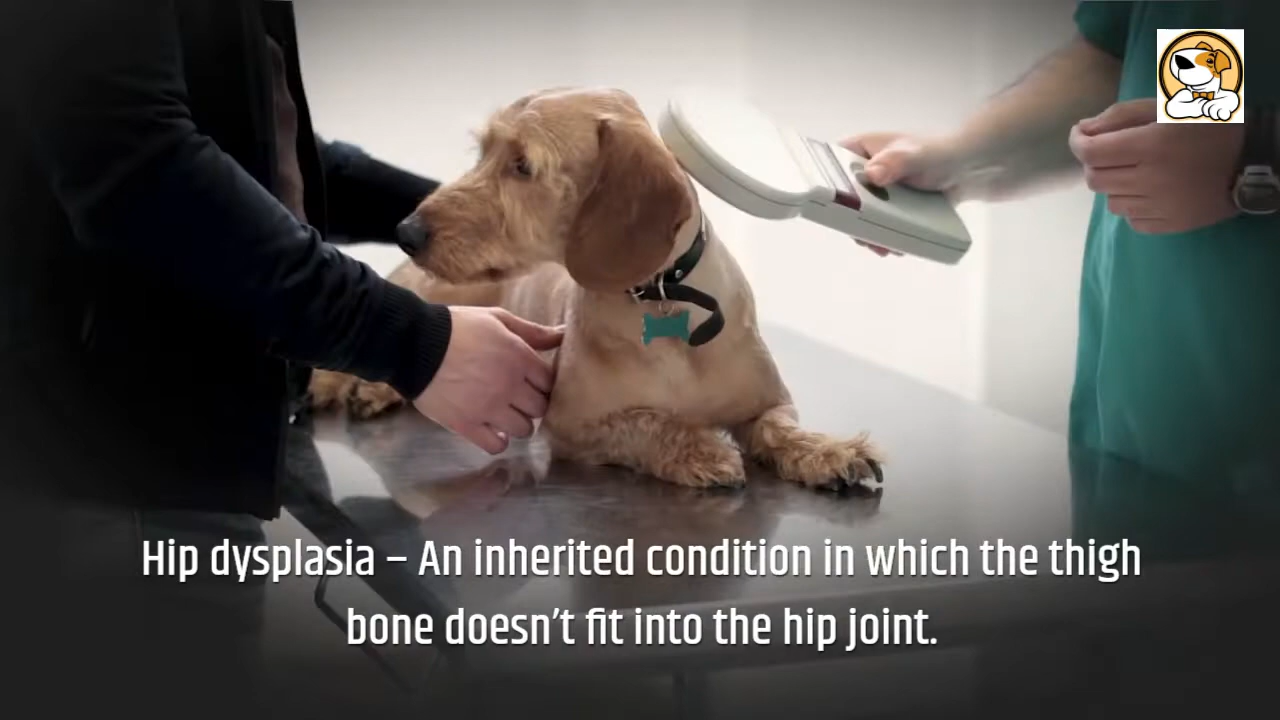 Hip dysplasia – An inherited condition in which the thigh
bone doesn’t fit into the hip joint.